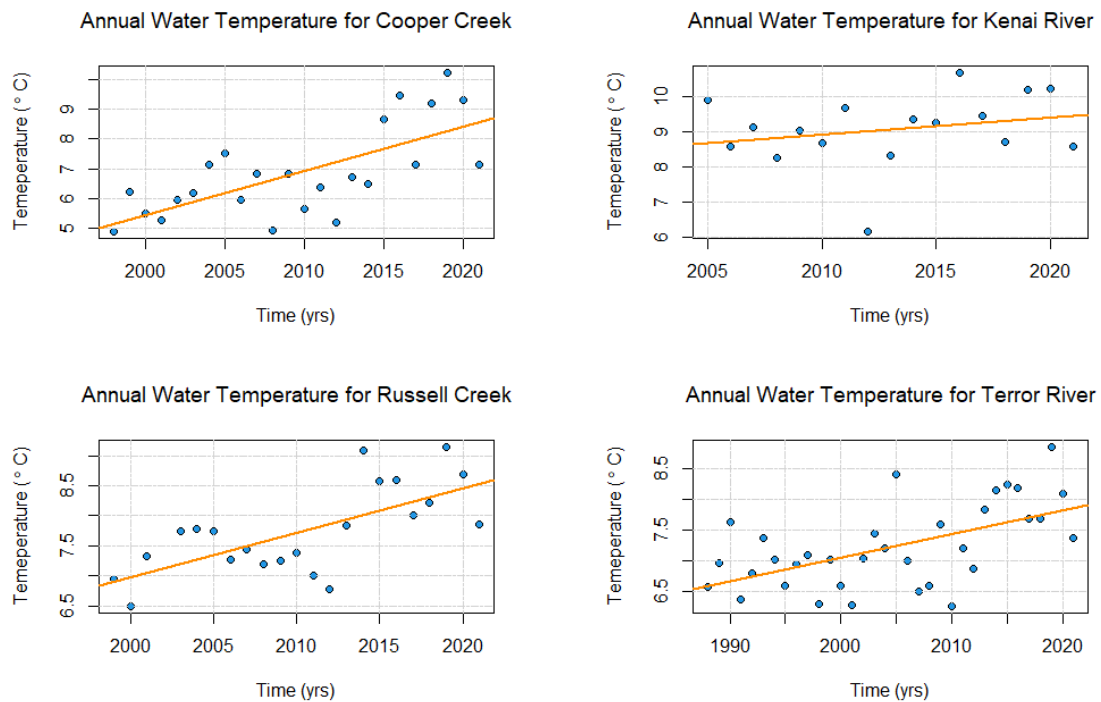 Annual Water Temperature for Cooper Creek
Temeperature ( ° C)
9
8
7
6
5
2000 2005 2010 2015 2020
Time (yrs)
Annual Water Temperature for Kenai River
Temeperature ( ° C)
10
9
8
7
6
2005 2010 2015 2020
Time (yrs)
Annual Water Temperature for Russell Creek
Temeperature ( ° C)
8.5
7.5
6.5
2000 2005 2010 2015 2020
Time (yrs)
Annual Water Temperature for Terror River
Temeperature ( ° C)
8.5
7.5
6.5
1990 2000 2010 2020
Time (yrs)